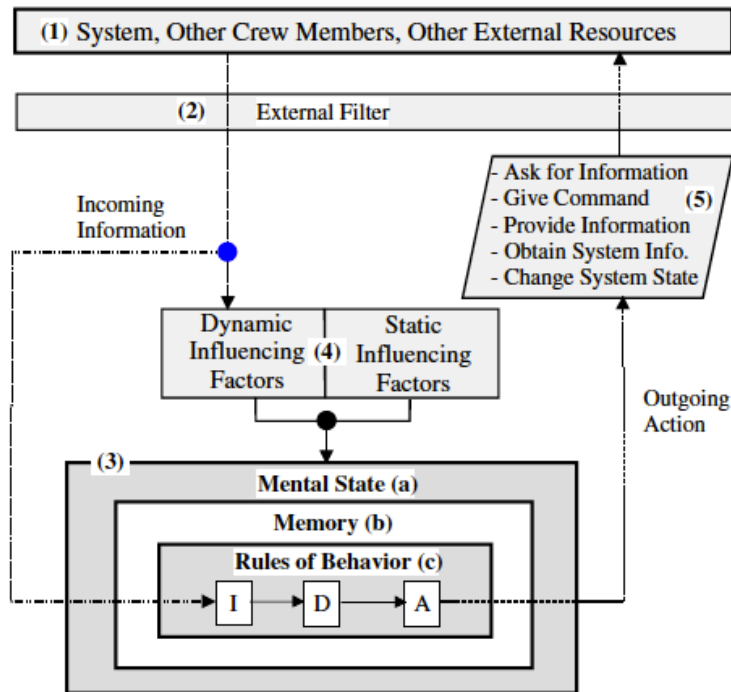 (1) System, Other Crew Members, Other External Resources
(2) External Filter
- Ask for Information
- Give Command
(5)
- Provide Information
- Obtain System Info.
- Change System State
Incoming
Information
Dynamic
Influencing
Factors
(4)
Static
Influencing
Factors
Outgoing
Action
(3)
Mental State (a)
Memory (b)
Rules of Behavior (c)
I D A